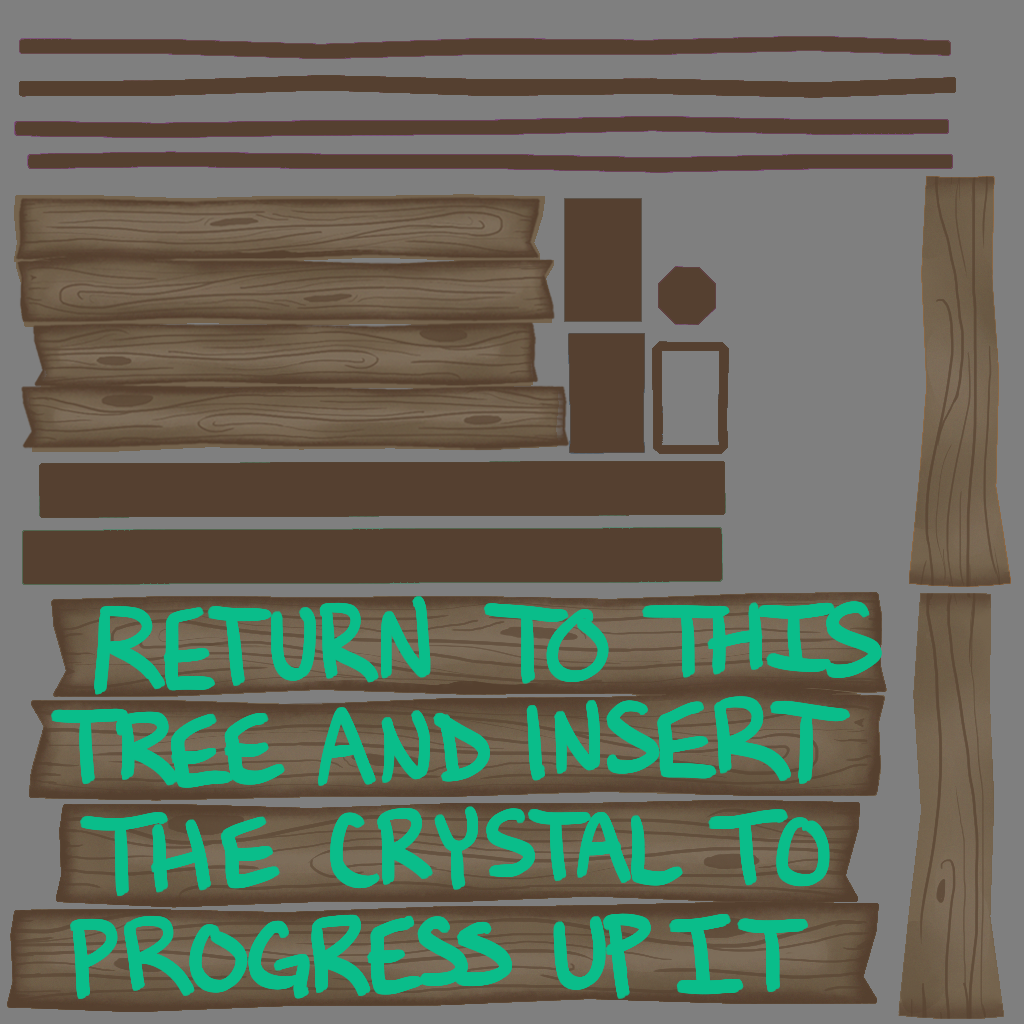 RETURN TO THIS
TREE AND INSERT
THE CRYSTAL TO
PROGRESS UP IT